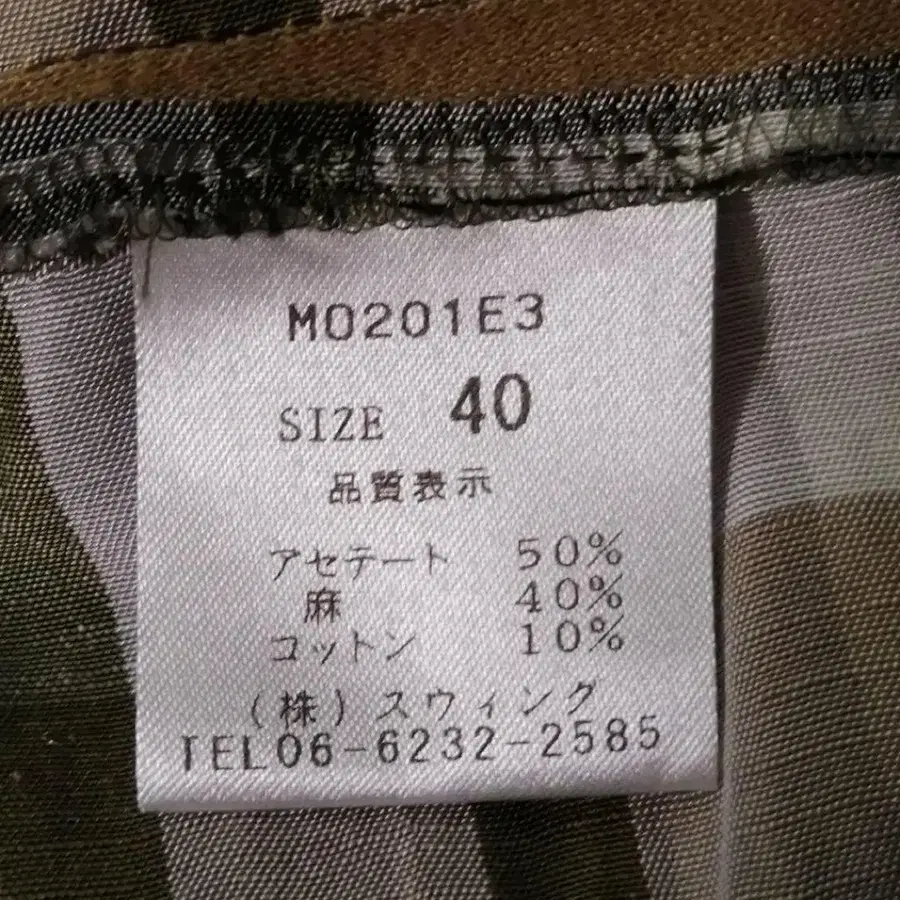 M0201E3
SIZE 40
品質表示
アセテート 50%
麻 40%
コットン 10%
(株)スウィング
TEL06-6232-2585